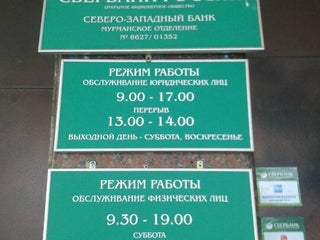 СБЕРБАНК РОССИИ
ОТКРЫТОЕ АКЦИОНЕРНОЕ ОБЩЕСТВО
СЕВЕРО-ЗАПАДНЫЙ БАНК
МУРМАНСКОЕ ОТДЕЛЕНИЕ
№ 8627/01352
РЕЖИМ РАБОТЫ
ОБСЛУЖИВАНИЕ ЮРИДИЧЕСКИХ ЛИЦ
9.00 - 17.00
ПЕРЕРЫВ
13.00 - 14.00
ВЫХОДНОЙ ДЕНЬ - СУББОТА, ВОСКРЕСЕНЬЕ
РЕЖИМ РАБОТЫ
ОБСЛУЖИВАНИЕ ФИЗИЧЕСКИХ ЛИЦ
9.30 - 19.00
СУББОТА
СБЕРБАНК
СБЕРБАНК